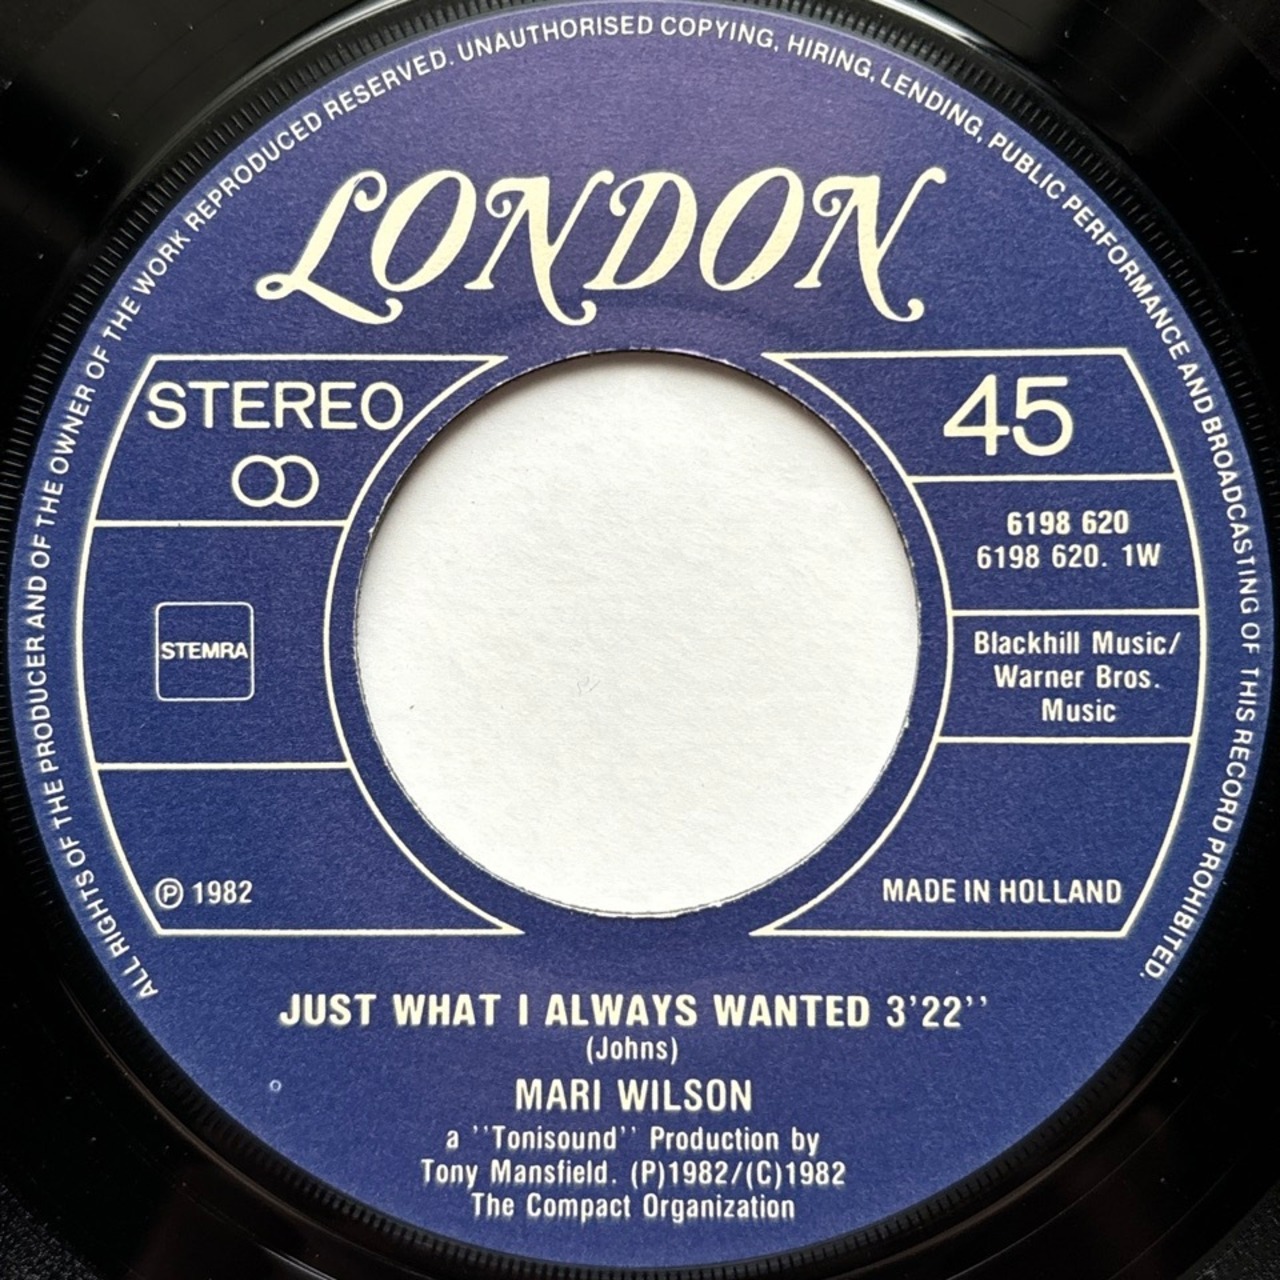 ALL RIGHTS OF THE PRODUCER AND OF THE OWNER OF THE WORK REPRODUCED RESERVED. UNAUTHORISED COPYING, HIRING, LENDING, PUBLIC PERFORMANCE AND BROADCASTING OF THIS RECORD PROHIBITED.
LONDON
STEREO
STEMRA
℗ 1982
45
6198 620
6198 620. 1W
Blackhill Music/
Warner Bros.
Music
MADE IN HOLLAND
JUST WHAT I ALWAYS WANTED 3'22''
(Johns)
MARI WILSON
a ''Tonisound'' Production by
Tony Mansfield. (P)1982/(C)1982
The Compact Organization